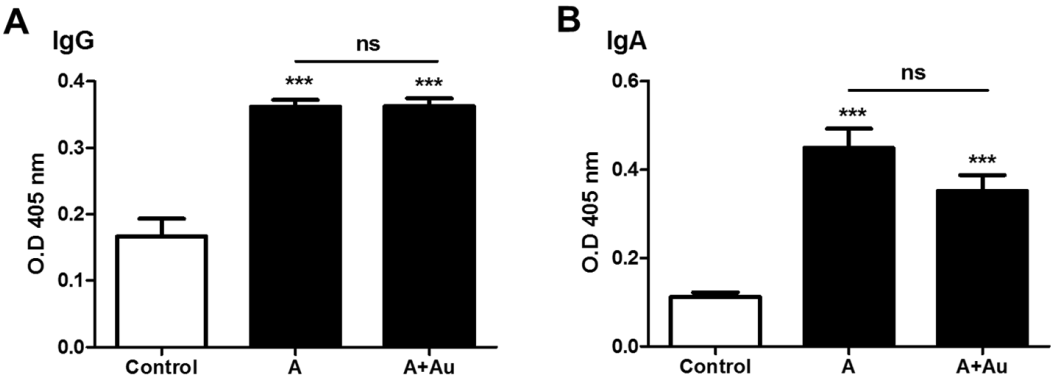 A
IgG
ns
***
***
0.4
0.3
0.2
0.1
0.0
O.D 405 nm
Control
A
A+Au
B
IgA
ns
***
***
0.6
0.4
0.2
0.0
O.D 405 nm
Control
A
A+Au